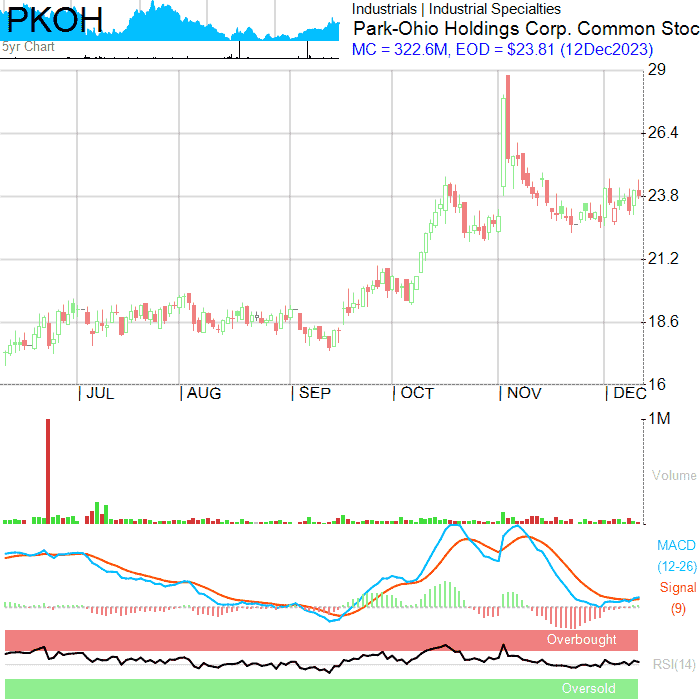 PKOH
5yr Chart
Industrials | Industrial Specialties
Park-Ohio Holdings Corp. Common Stoc
MC = 322.6M, EOD = $23.81 (12Dec2023)
29
26.4
23.8
21.2
18.6
16
| JUL | AUG | SEP | OCT | NOV | DEC
1M
Volume
MACD
(12-26)
Signal
(9)
Overbought
RSI(14)
Oversold